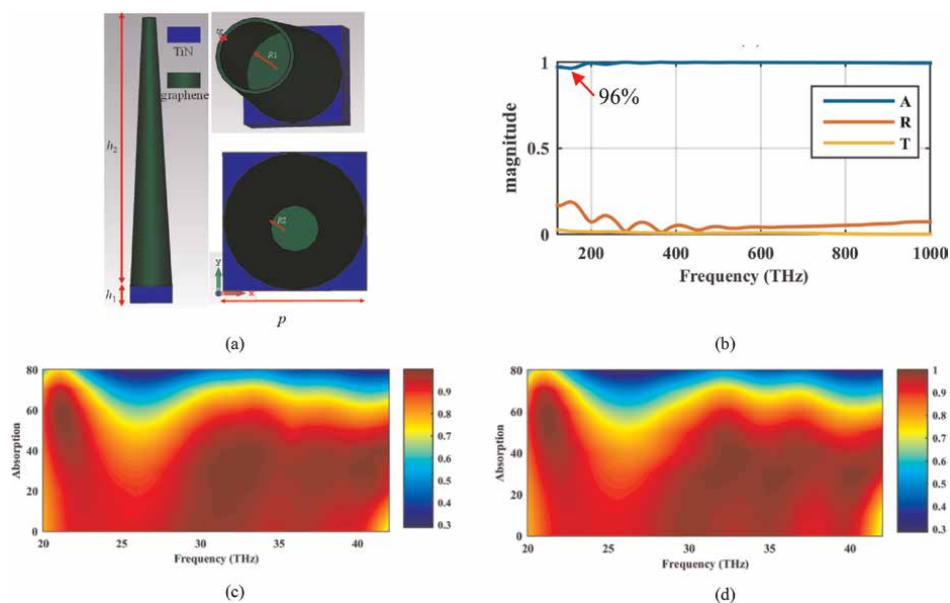 TiN
graphene
h2
h1
R1
R2
Y
X
p
(a)
1
0.5
0
magnitude
96%
A
R
T
200
400
600
800
1000
Frequency (THz)
(b)
80
60
40
20
0
Absorption
20
25
30
35
40
Frequency (THz)
0.9
0.8
0.7
0.6
0.5
0.4
0.3
(c)
80
60
40
20
0
Absorption
20
25
30
35
40
Frequency (THz)
1
0.9
0.8
0.7
0.6
0.5
0.4
0.3
(d)